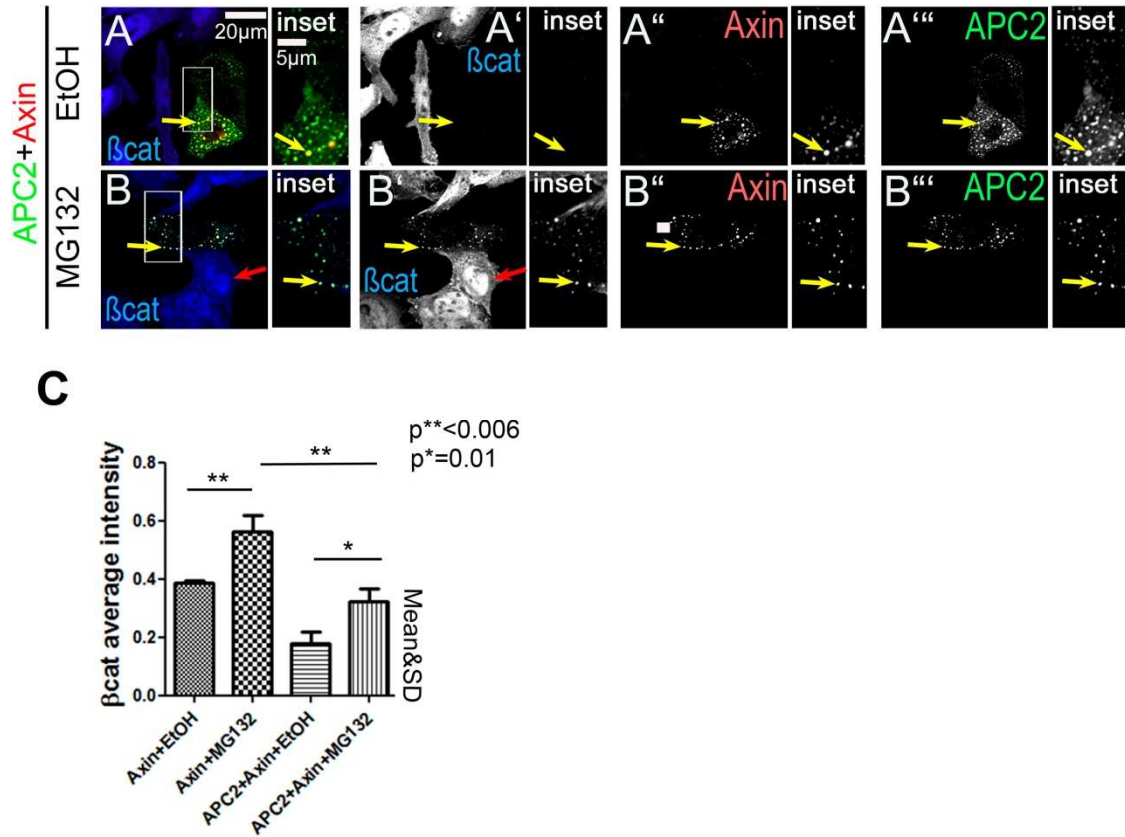 APC2+Axin
EtOH
A
20µm
ßcat
inset
5µm
A'
ßcat
inset
A"
Axin
inset
A"'
APC2
inset
MG132
B
ßcat
inset
B'
ßcat
inset
B"
Axin
inset
B"'
APC2
inset
C
p**<0.006
p*=0.01
βcat average intensity
0.8
0.6
0.4
0.2
0.0
**
**
*
Axin+EtOH
Axin+MG132
APC2+Axin+EtOH
APC2+Axin+MG132
Mean&SD